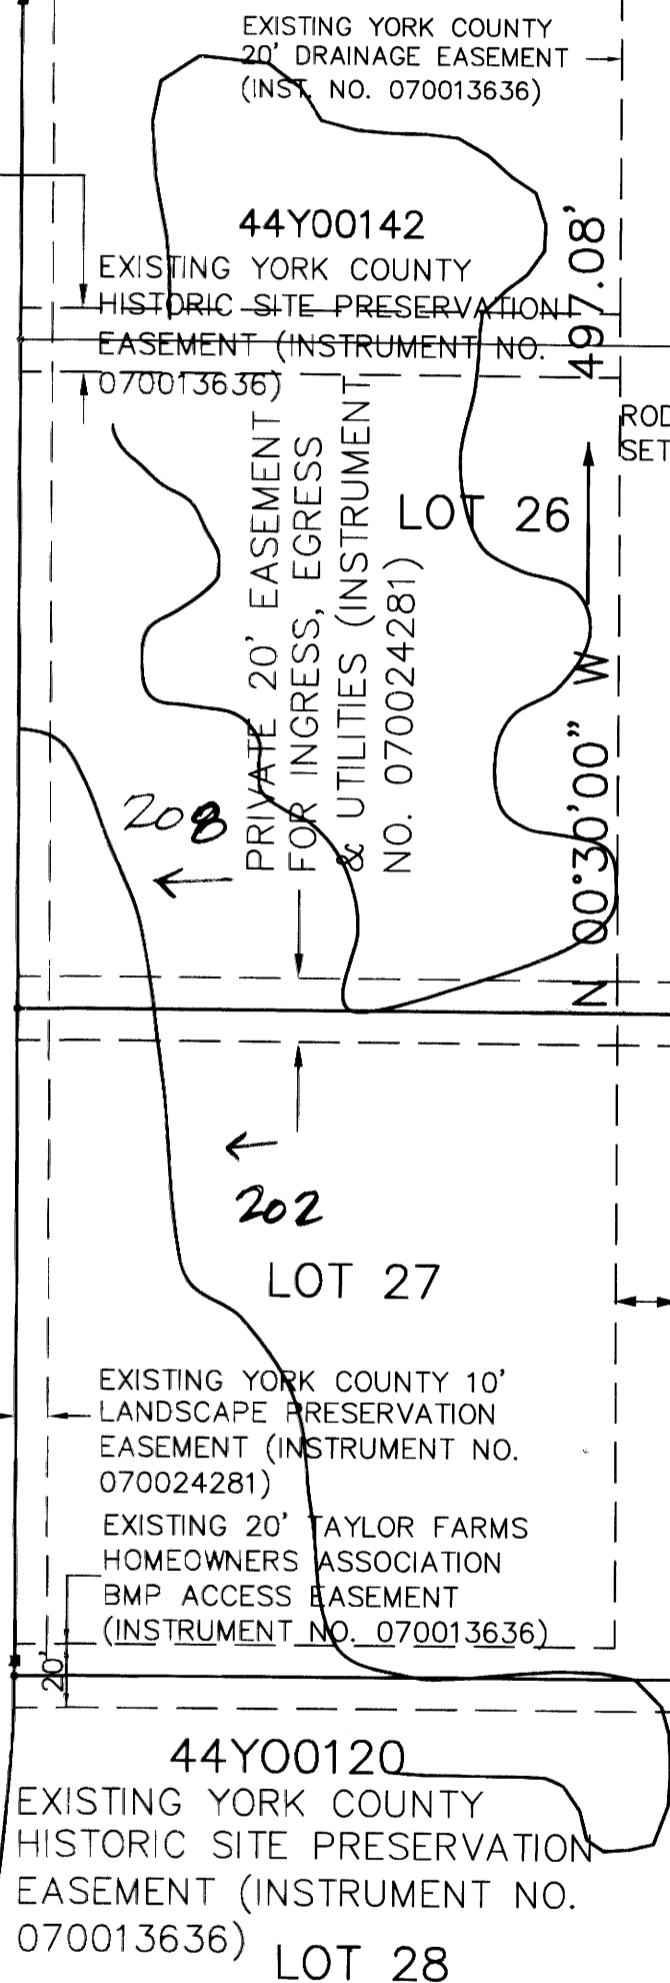 EXISTING YORK COUNTY
20' DRAINAGE EASEMENT
(INST. NO. 070013636)
44Y00142
EXISTING YORK COUNTY
HISTORIC SITE PRESERVATION
EASEMENT (INSTRUMENT NO.
070013636)
497.08'
ROD
SET
PRIVATE 20' EASEMENT
FOR INGRESS, EGRESS
& UTILITIES (INSTRUMENT
NO. 070024281)
LOT 26
N 00°30'00" W
208
202
LOT 27
EXISTING YORK COUNTY 10'
LANDSCAPE PRESERVATION
EASEMENT (INSTRUMENT NO.
070024281)
EXISTING 20' TAYLOR FARMS
HOMEOWNERS ASSOCIATION
BMP ACCESS EASEMENT
(INSTRUMENT NO. 070013636)
20'
44YO0120
EXISTING YORK COUNTY
HISTORIC SITE PRESERVATION
EASEMENT (INSTRUMENT NO.
070013636)
LOT 28